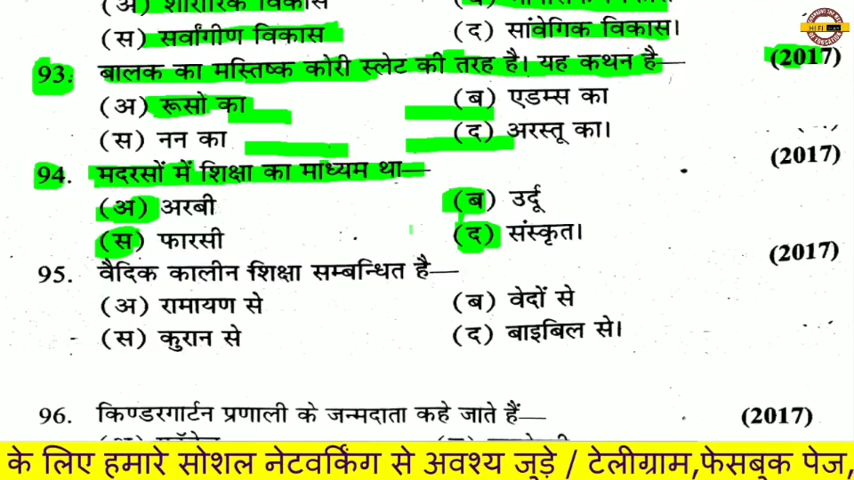 (अ) शारीरिक विकास
(स) सर्वांगीण विकास (द) सांवेगिक विकास।
93. बालक का मस्तिष्क कोरी स्लेट की तरह है। यह कथन है— (2017)
(अ) रूसो का (ब) एडम्स का
(स) नन का (द) अरस्तू का।
94. मदरसों में शिक्षा का माध्यम था— (2017)
(अ) अरबी (ब) उर्दू
(स) फारसी (द) संस्कृत।
95. वैदिक कालीन शिक्षा सम्बन्धित है— (2017)
(अ) रामायण से (ब) वेदों से
(स) कुरान से (द) बाइबिल से।
96. किण्डरगार्टन प्रणाली के जन्मदाता कहे जाते हैं— (2017)
के लिए हमारे सोशल नेटवर्किंग से अवश्य जुड़े / टेलीग्राम,फेसबुक पेज,